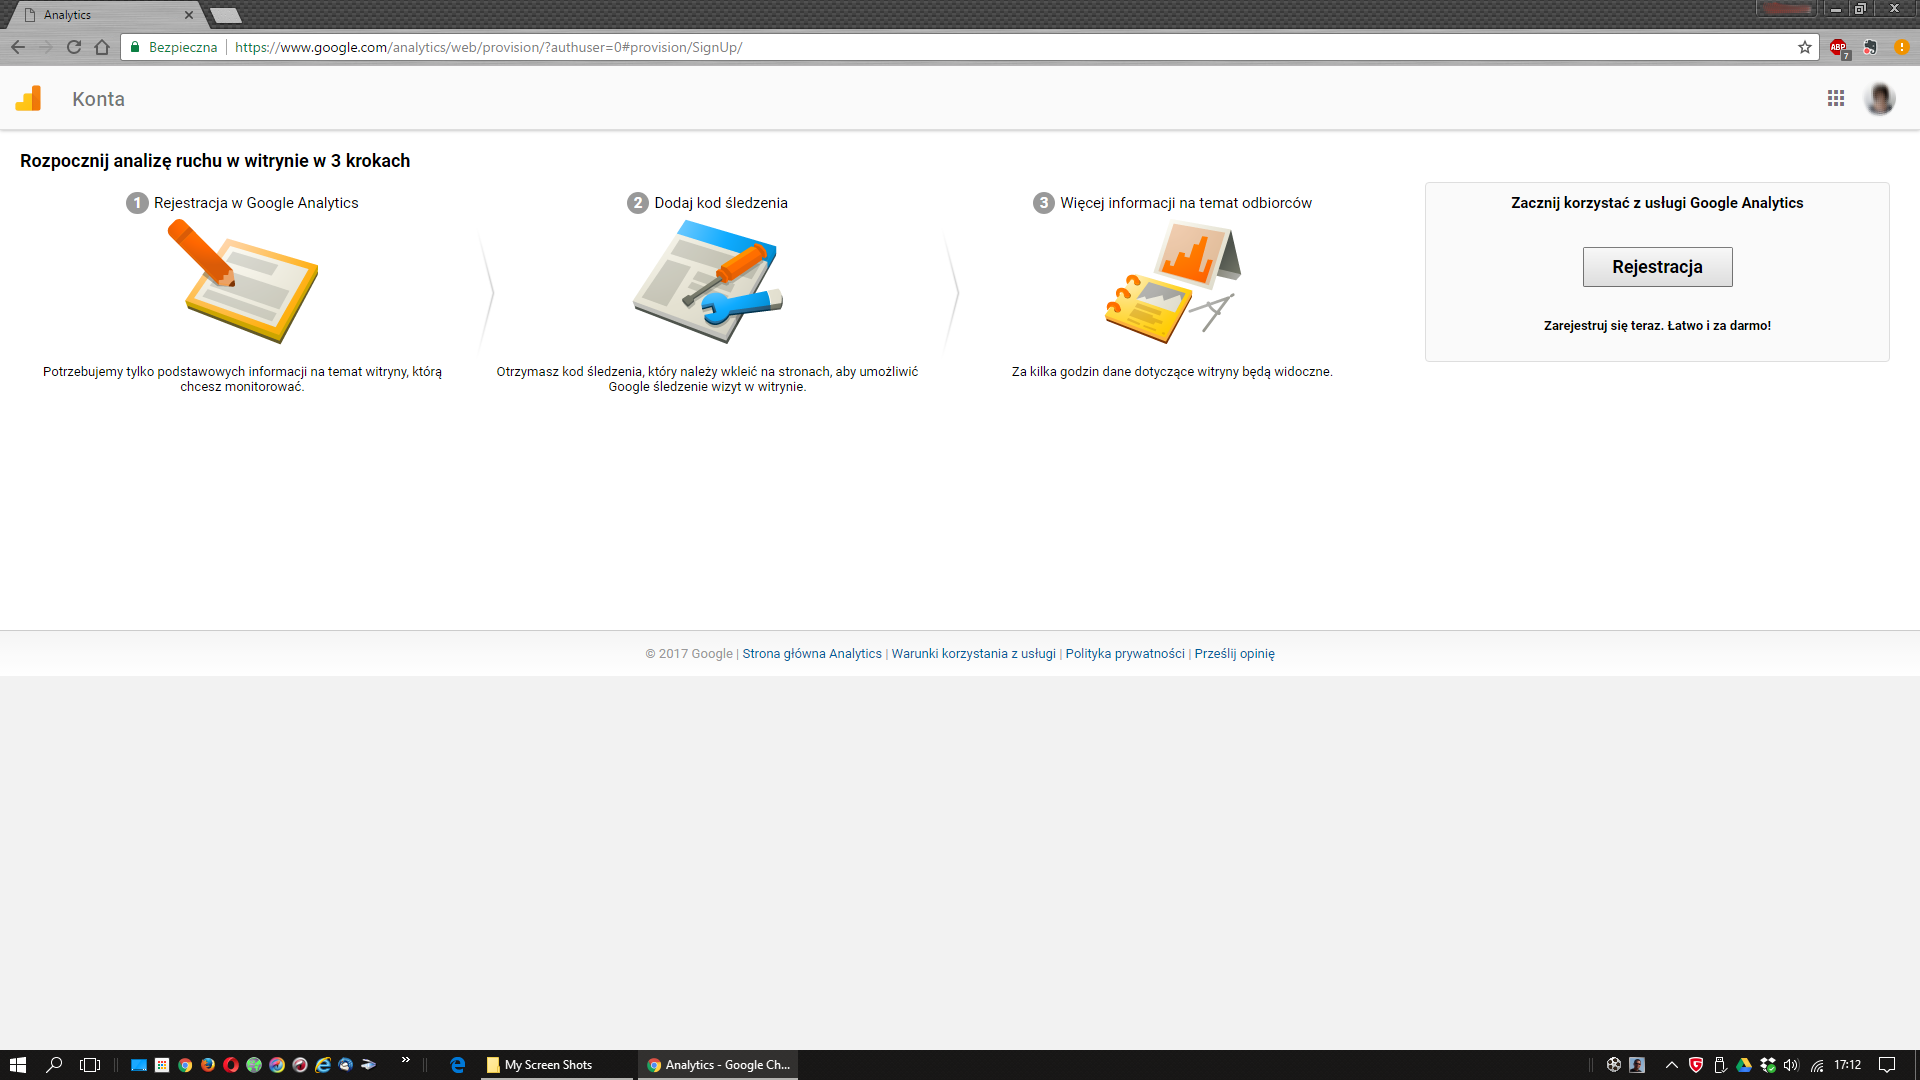 Analytics
Bezpieczna
https://www.google.com/analytics/web/provision/?authuser=0#provision/SignUp/
ABP
7
Konta
Rozpocznij analizę ruchu w witrynie w 3 krokach
1 Rejestracja w Google Analytics
2 Dodaj kod śledzenia
3 Więcej informacji na temat odbiorców
Potrzebujemy tylko podstawowych informacji na temat witryny, którą
chcesz monitorować.
Otrzymasz kod śledzenia, który należy wkleić na stronach, aby umożliwić
Google śledzenie wizyt w witrynie.
Za kilka godzin dane dotyczące witryny będą widoczne.
Zacznij korzystać z usługi Google Analytics
Rejestracja
Zarejestruj się teraz. Łatwo i za darmo!
© 2017 Google | Strona główna Analytics | Warunki korzystania z usługi | Polityka prywatności | Prześlij opinię
My Screen Shots
Analytics - Google Ch...
17:12